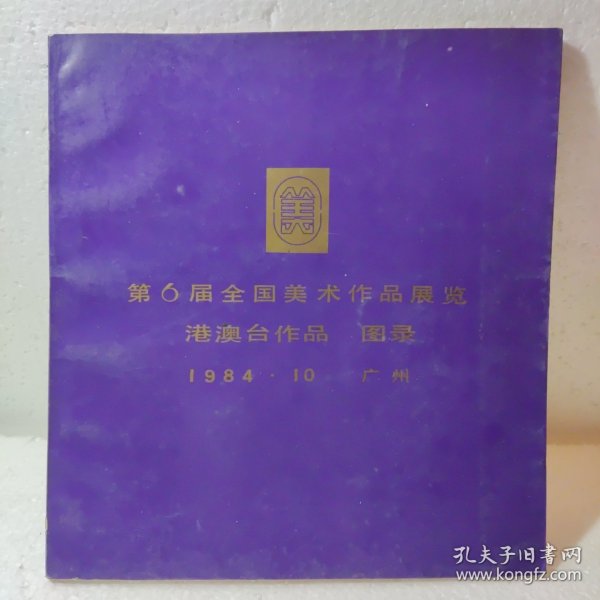 美
第6届全国美术作品展览
港澳台作品 图录
1984·10 广州
孔夫子旧书网
www.kongfz.com